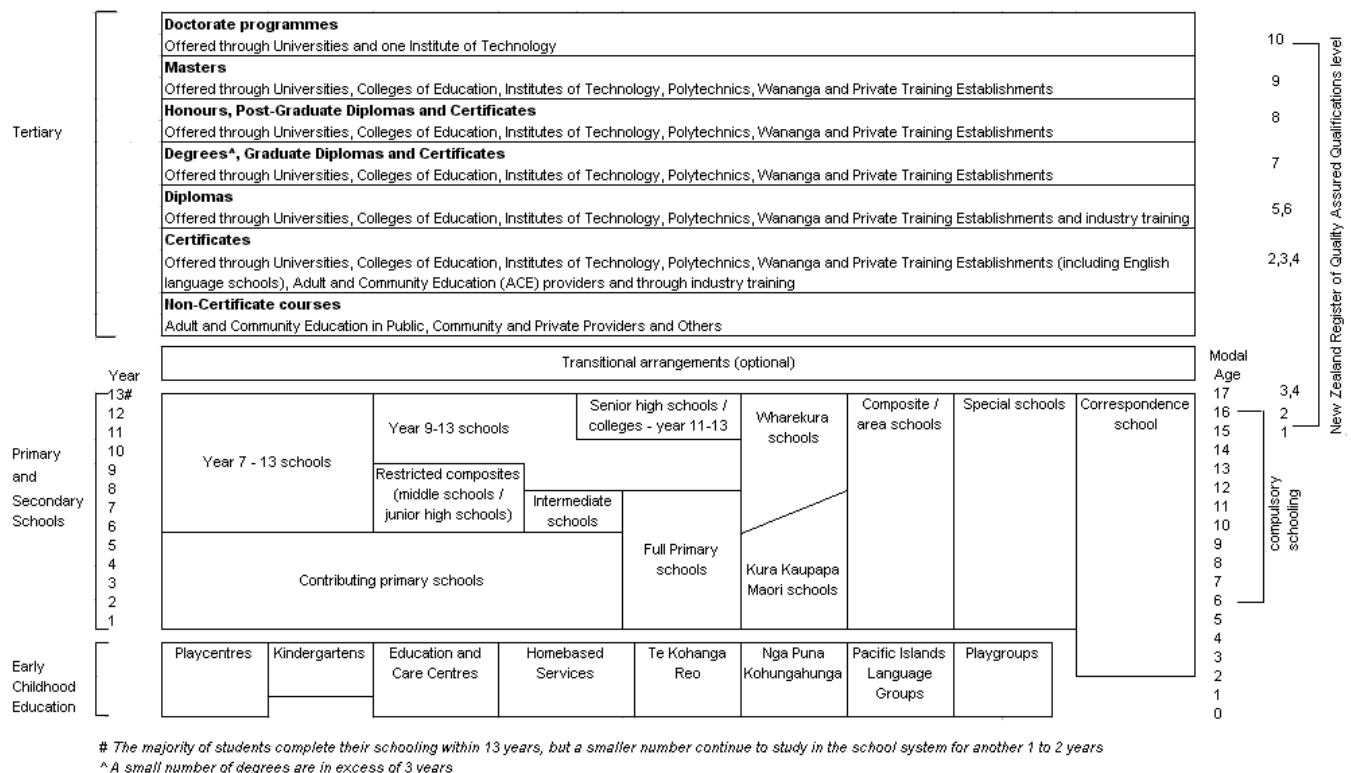 Doctorate programmes
Offered through Universities and one Institute of Technology
10
Masters
Offered through Universities, Colleges of Education, Institutes of Technology, Polytechnics, Wananga and Private Training Establishments
9
Honours, Post-Graduate Diplomas and Certificates
Offered through Universities, Colleges of Education, Institutes of Technology, Polytechnics, Wananga and Private Training Establishments
8
Tertiary
Degrees^, Graduate Diplomas and Certificates
Offered through Universities, Colleges of Education, Institutes of Technology, Polytechnics, Wananga and Private Training Establishments
7
Diplomas
Offered through Universities, Colleges of Education, Institutes of Technology, Polytechnics, Wananga and Private Training Establishments and industry training
5,6
Certificates
Offered through Universities, Colleges of Education, Institutes of Technology, Polytechnics, Wananga and Private Training Establishments (including English
language schools), Adult and Community Education (ACE) providers and through industry training
2,3,4
Non-Certificate courses
Adult and Community Education in Public, Community and Private Providers and Others
New Zealand Register of Quality Assured Qualifications level
Transitional arrangements (optional)
Year
13#
12
11
10
9
8
7
6
5
4
3
2
1
Primary
and
Secondary
Schools
Year 7 - 13 schools
Year 9-13 schools
Senior high schools /
colleges - year 11-13
Restricted composites
(middle schools /
junior high schools)
Intermediate
schools
Contributing primary schools
Full Primary
schools
Wharekura
schools
Kura Kaupapa
Maori schools
Composite /
area schools
Special schools
Correspondence
school
Modal
Age
17
16
15
14
13
12
11
10
9
8
7
6
5
4
3
2
1
0
3,4
2
1
compulsory
schooling
Early
Childhood
Education
Playcentres
Kindergartens
Education and
Care Centres
Homebased
Services
Te Kohanga
Reo
Nga Puna
Kohungahunga
Pacific Islands
Language
Groups
Playgroups
# The majority of students complete their schooling within 13 years, but a smaller number continue to study in the school system for another 1 to 2 years
^ A small number of degrees are in excess of 3 years